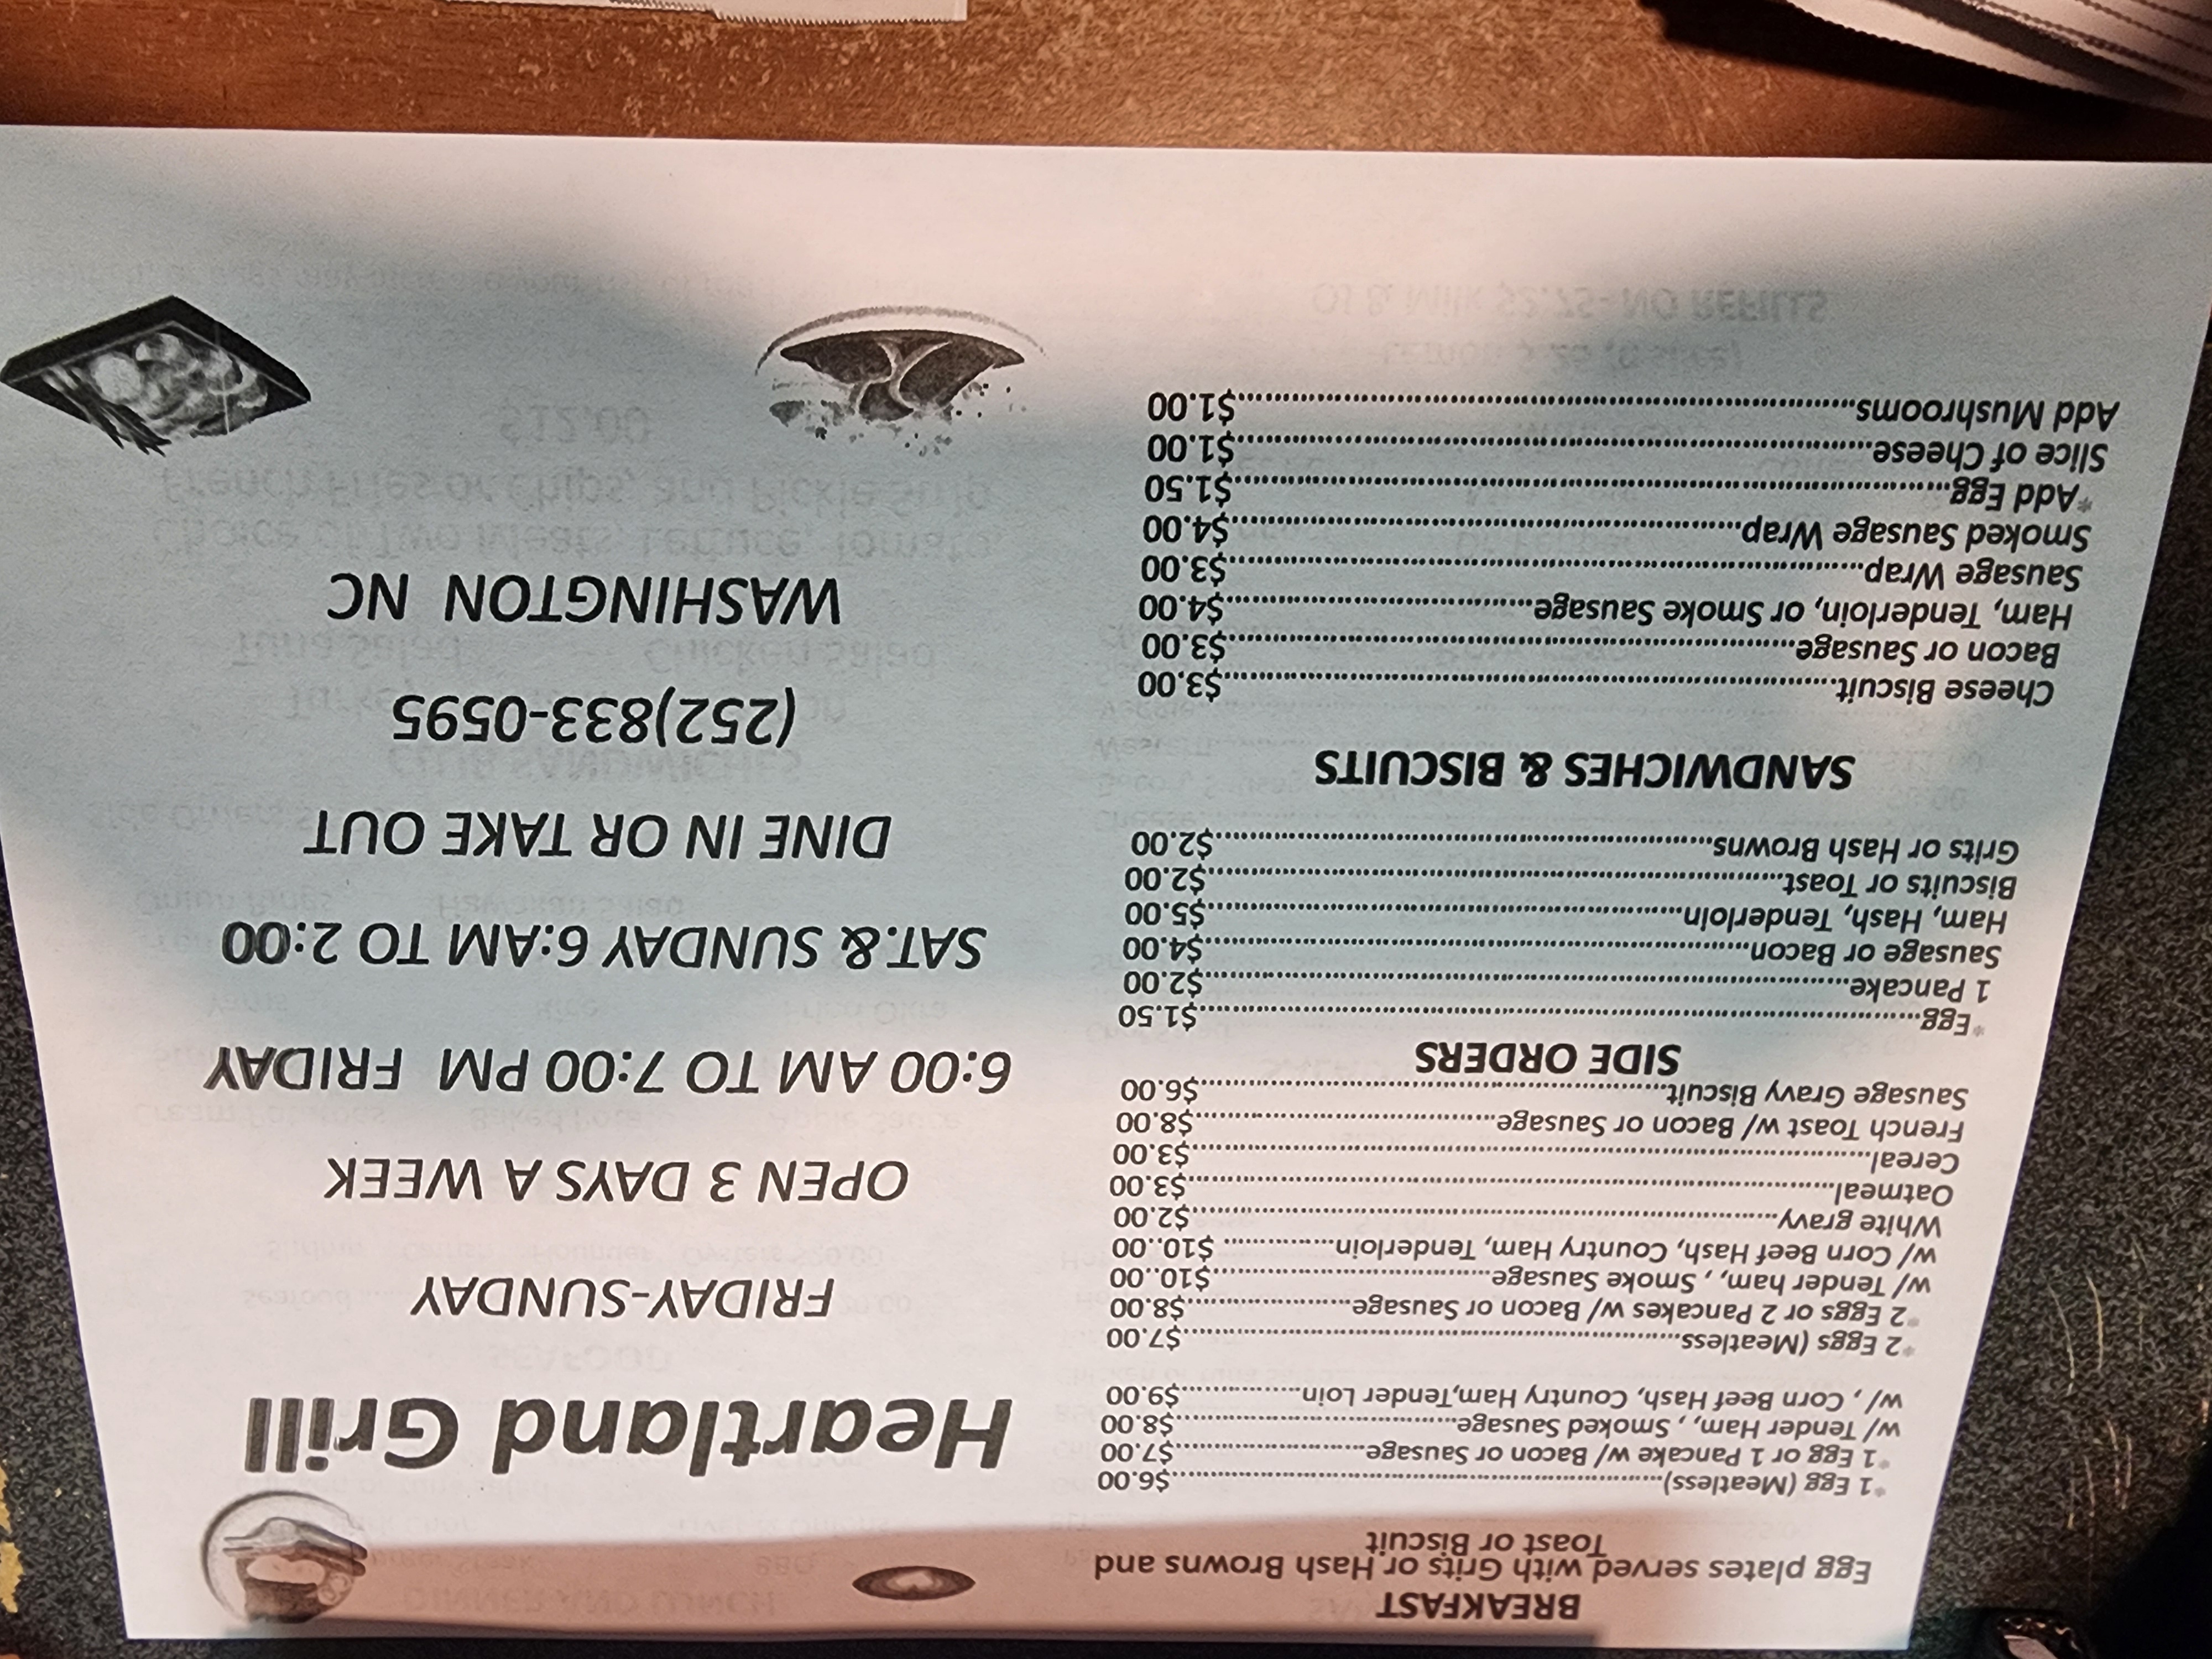 BREAKFAST
Egg plates served with Grits or Hash Browns and
Toast or Biscuit
*1 Egg (Meatless)....................$6.00
*1 Egg or 1 Pancake w/ Bacon or Sausage....................$7.00
w/ Tender Ham, , Smoked Sausage....................$8.00
w/ , Corn Beef Hash, Country Ham,Tender Loin....................$9.00
*2 Eggs (Meatless....................$7.00
*2 Eggs or 2 Pancakes w/ Bacon or Sausage....................$8.00
w/ Tender ham, , Smoke Sausage....................$10..00
w/ Corn Beef Hash, Country Ham, Tenderloin.................... $10..00
White gravy....................$2.00
Oatmeal....................$3.00
Cereal....................$3.00
French Toast w/ Bacon or Sausage....................$8.00
Sausage Gravy Biscuit....................$6.00
SIDE ORDERS
*Egg....................$1.50
1 Pancake....................$2.00
Sausage or Bacon....................$4.00
Ham, Hash, Tenderloin....................$5.00
Biscuits or Toast....................$2.00
Grits or Hash Browns....................$2.00
SANDWICHES & BISCUITS
Cheese Biscuit....................$3.00
Bacon or Sausage....................$3.00
Ham, Tenderloin, or Smoke Sausage....................$4.00
Sausage Wrap....................$3.00
Smoked Sausage Wrap....................$4.00
*Add Egg....................$1.50
Slice of Cheese....................$1.00
Add Mushrooms....................$1.00
Heartland Grill
FRIDAY-SUNDAY
OPEN 3 DAYS A WEEK
6:00 AM TO 7:00 PM FRIDAY
SAT.& SUNDAY 6:AM TO 2:00
DINE IN OR TAKE OUT
(252)833-0595
WASHINGTON NC